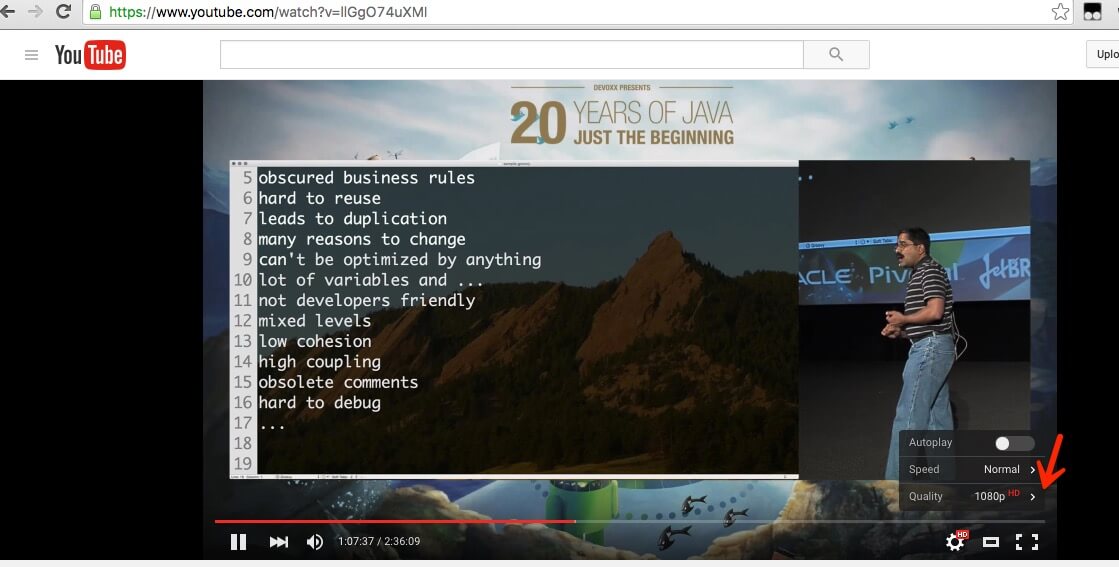 https://www.youtube.com/watch?v=IlGgO74uXMI
YouTube
Uplo
DEVOXX PRESENTS
20 YEARS OF JAVA
JUST THE BEGINNING
5 obscured business rules
6 hard to reuse
7 leads to duplication
8 many reasons to change
9 can't be optimized by anything
10 lot of variables and ...
11 not developers friendly
12 mixed levels
13 low cohesion
14 high coupling
15 obsolete comments
16 hard to debug
17 ...
18
19
ACLE Pivotal JetBR
Autoplay
Speed Normal
Quality 1080p HD
1:07:37 / 2:36:09
HD